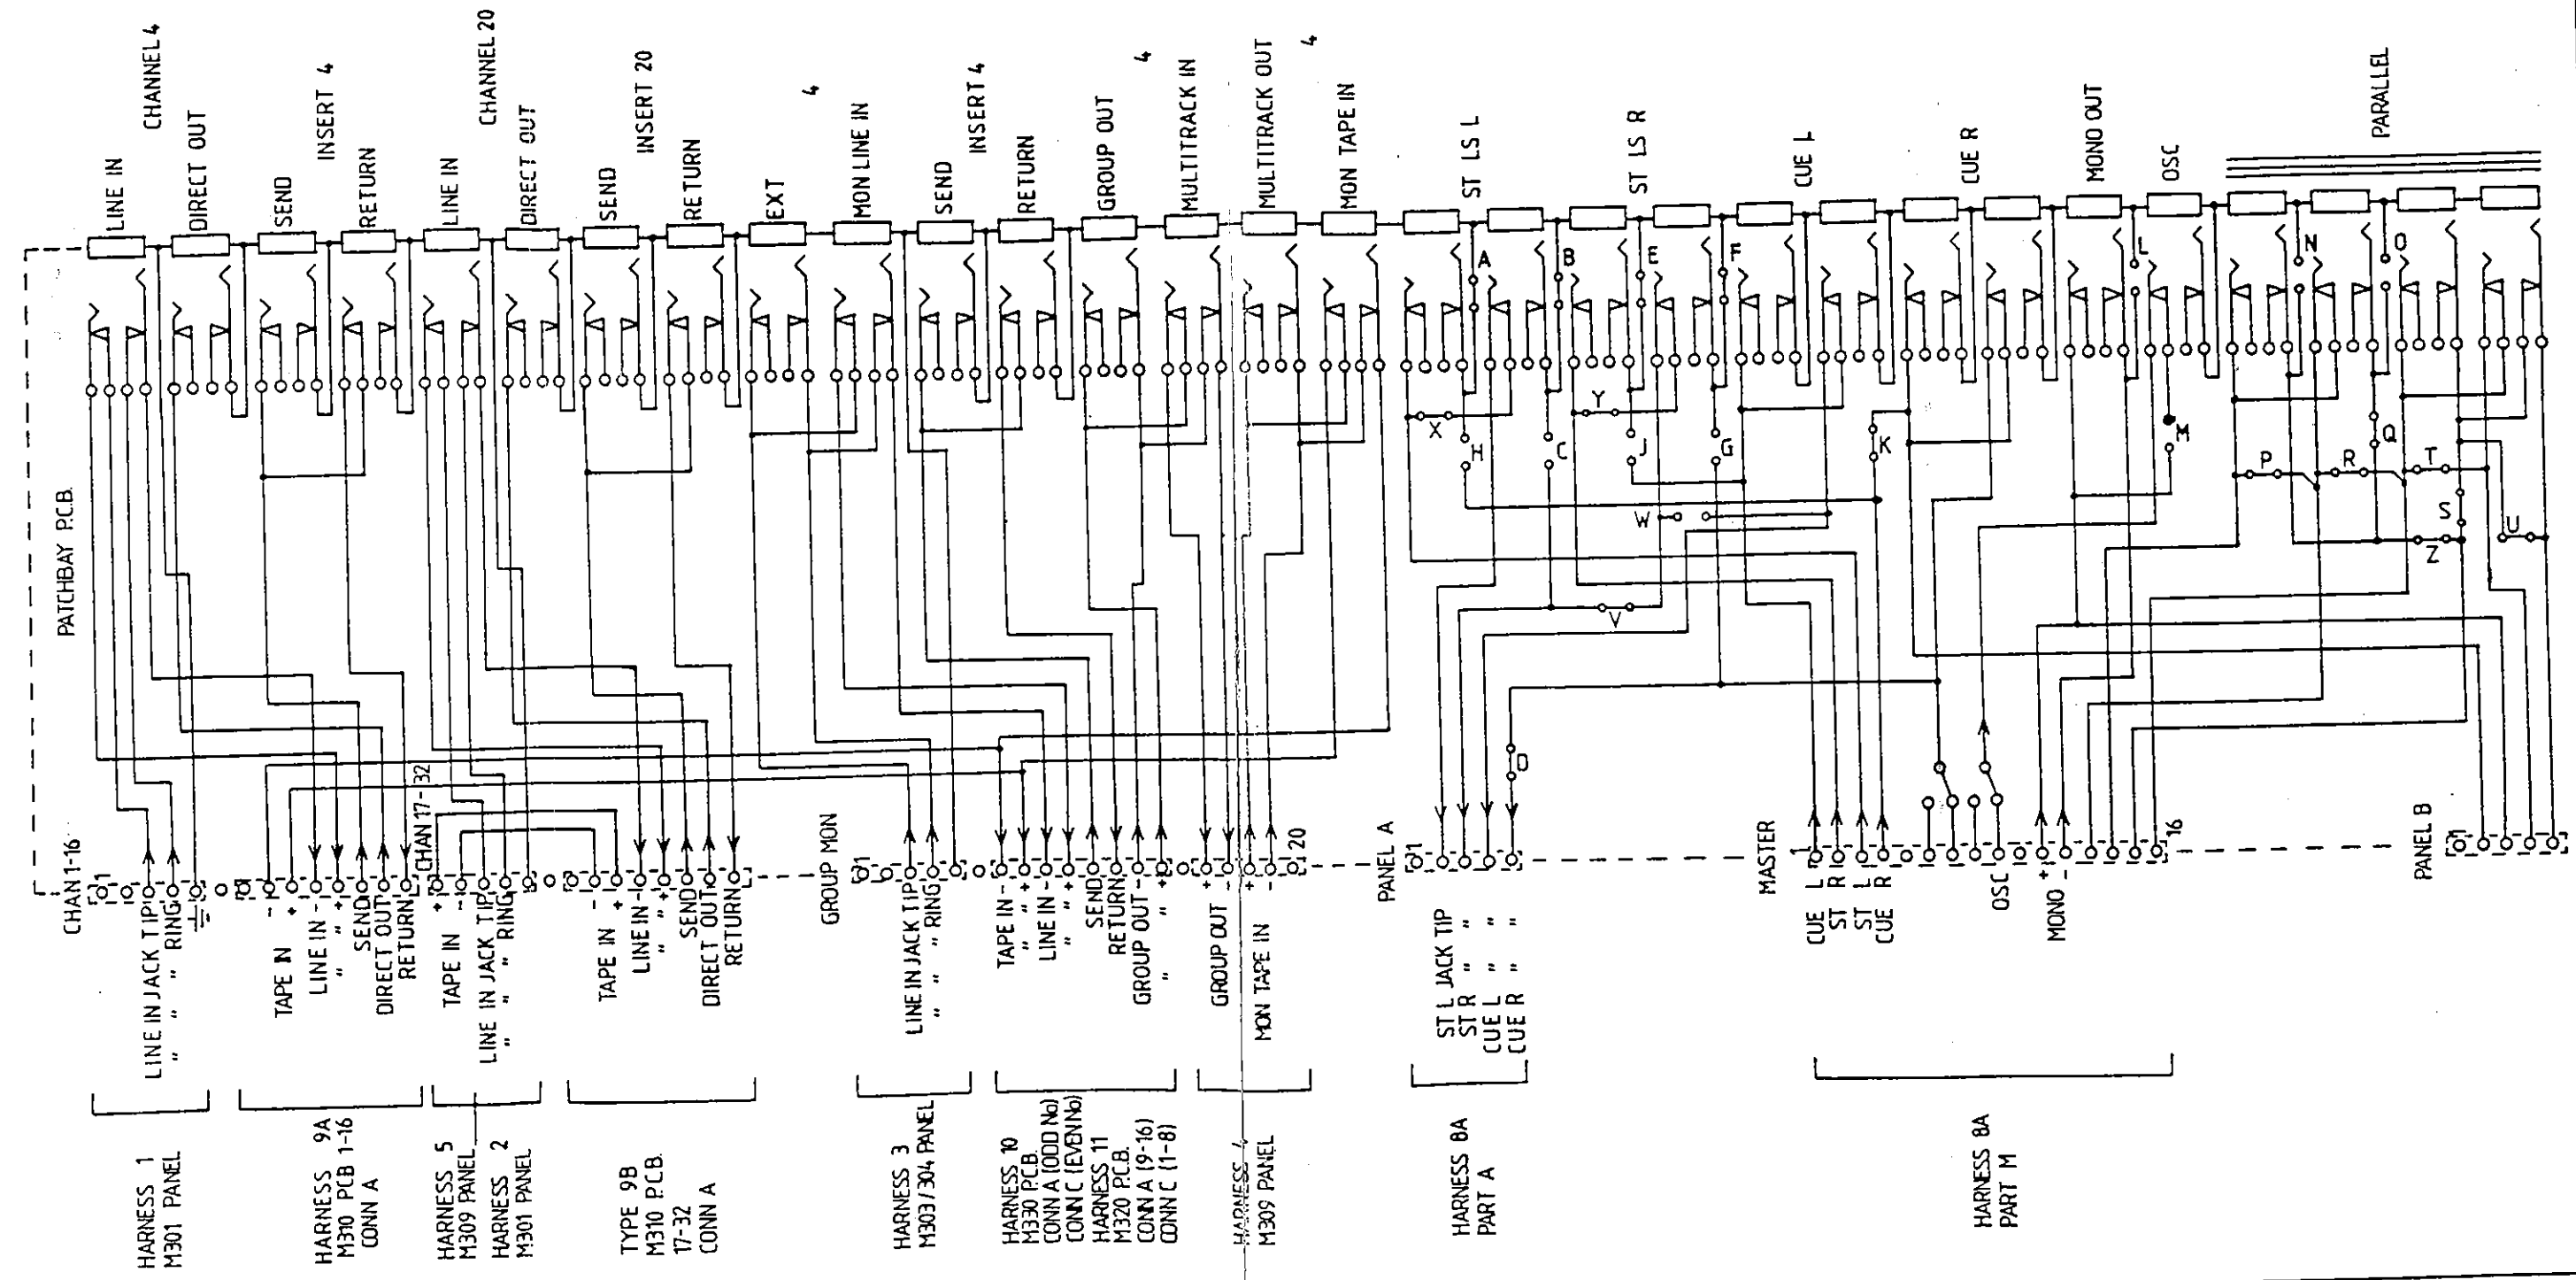 CHANNEL 4
LINE IN
DIRECT OUT
INSERT 4
SEND
RETURN
CHANNEL 20
LINE IN
DIRECT OUT
INSERT 20
SEND
RETURN
4
EXT
MON LINE IN
INSERT 4
SEND
RETURN
4
GROUP OUT
MULTITRACK IN
4
MULTITRACK OUT
MON TAPE IN
ST LS L
ST LS R
CUE L
CUE R
MONO OUT
OSC
PARALLEL
A
B
E
F
L
N
O
X
H
C
Y
J
G
K
M
P
Q
R
T
W
S
U
Z
V
D
PATCHBAY P.C.B.
CHAN 1-16
1
LINE IN JACK TIP
" " " RING
TAPE IN -
+
LINE IN -
" " +
SEND
DIRECT OUT
RETURN
CHAN 17-32
TAPE IN +
-
LINE IN JACK TIP
" " " RING
TAPE IN -
+
LINE IN -
" " +
SEND
DIRECT OUT
RETURN
GROUP MON
1
LINE IN JACK TIP
" " " RING
TAPE IN -
" " +
LINE IN -
" " +
SEND
RETURN
GROUP OUT -
" " +
GROUP OUT +
-
MON TAPE IN +
-
20
PANEL A
1
ST L JACK TIP
ST R " "
CUE L " "
CUE R " "
MASTER
1
CUE L
ST R
ST L
CUE R
OSC
MONO +
-
16
PANEL B
1
HARNESS 1
M301 PANEL
HARNESS 9A
M310 PCB 1-16
CONN A
HARNESS 5
M309 PANEL
HARNESS 2
M301 PANEL
TYPE 9B
M310 P.C.B.
17-32
CONN A
HARNESS 3
M303/304 PANEL
HARNESS 10
M330 P.C.B.
CONN A (ODD No)
CONN C (EVEN No)
HARNESS 11
M320 P.C.B.
CONN A (9-16)
CONN C (1-8)
HARNESS
M309 PANEL
HARNESS 8A
PART A
HARNESS 8A
PART M